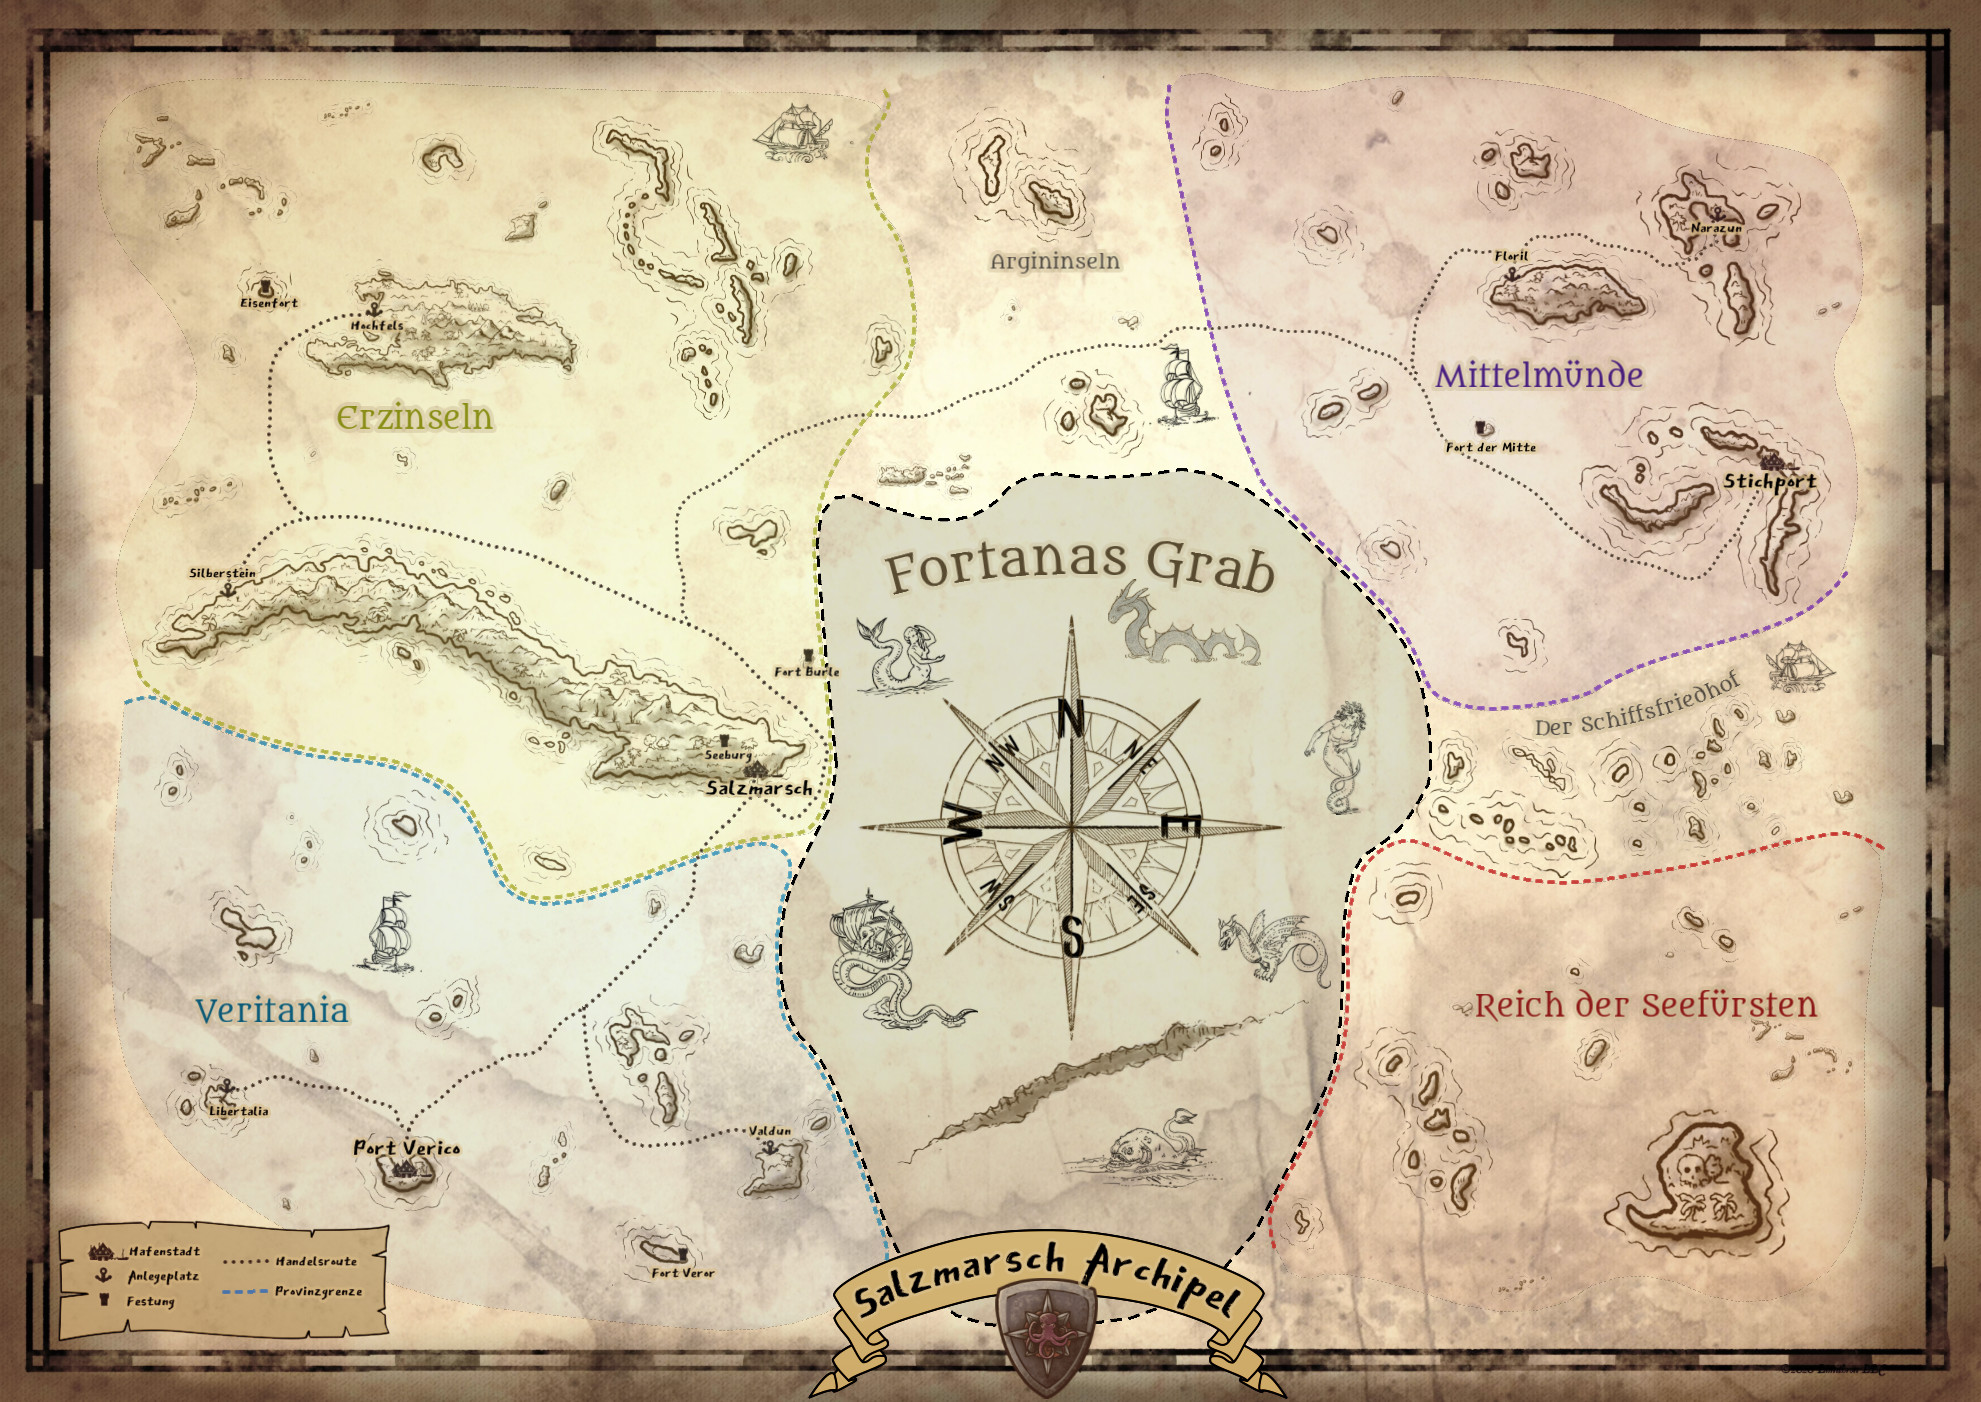 Argininseln
Narazun
Floril
Eisenfort
Hochfels
Mittelmünde
Erzinseln
Fort der Mitte
Stichport
Fortanas Grab
Silberstein
Fort Burle
Der Schiffsfriedhof
N
NW
NE
Seeburg
Salzmarsch
W
E
SW
SE
S
Veritania
Reich der Seefürsten
Libertalia
Port Verico
Valdun
Fort Veror
Hafenstadt
Handelsroute
Anlegeplatz
Provinzgrenze
Festung
Salzmarsch Archipel